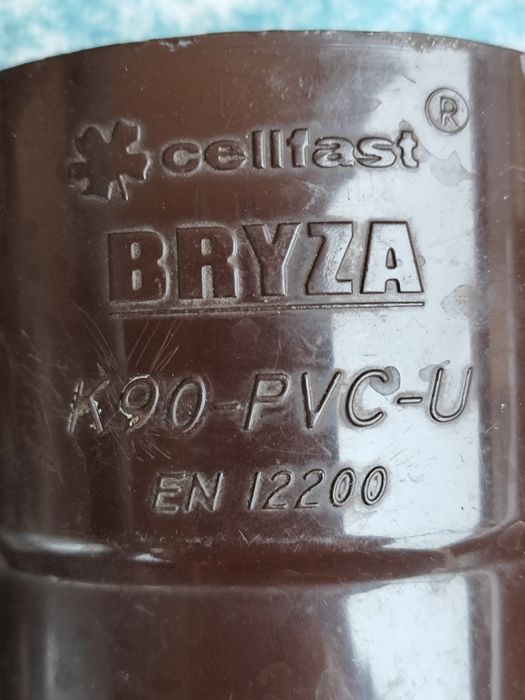 cellfast ®
BRYZA
K90-PVC-U
EN 12200